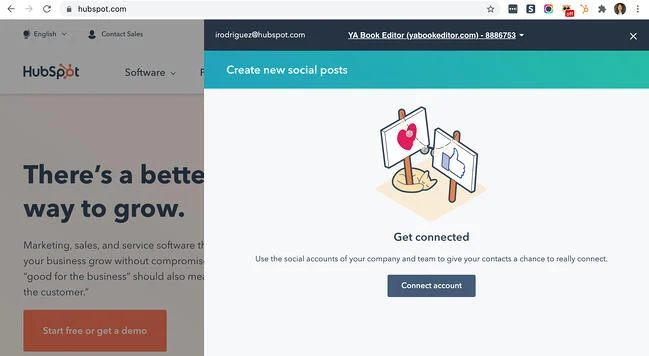 hubspot.com
off
English
Contact Sales
irodriguez@hubspot.com
YA Book Editor (yabookeditor.com) - 8886753
HubSpot
Software
F
Create new social posts
There's a bette
way to grow.
Get connected
Marketing, sales, and service software th
your business grow without compromise
"good for the business" should also mea
the customer."
Use the social accounts of your company and team to give your contacts a chance to really connect.
Connect account
Start free or get a demo